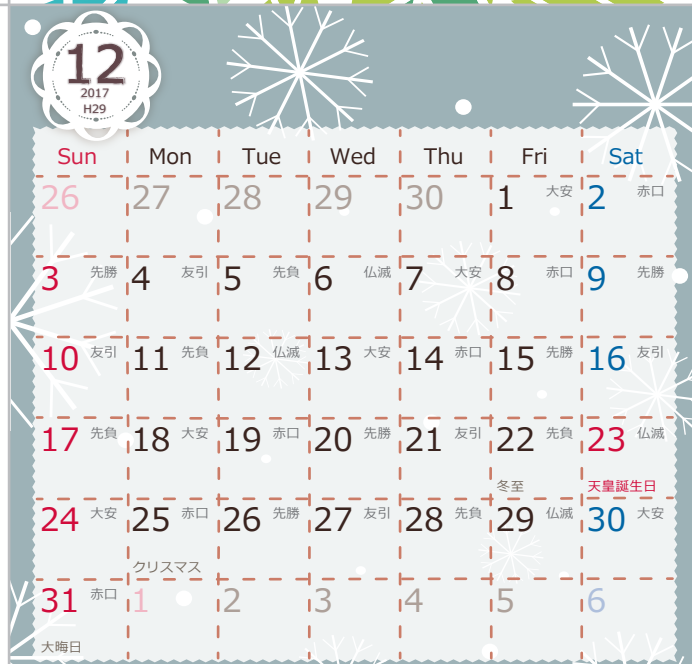 12
2017
H29
Sun Mon Tue Wed Thu Fri Sat
26 27 28 29 30 1 大安 2 赤口
3 先勝 4 友引 5 先負 6 仏滅 7 大安 8 赤口 9 先勝
10 友引 11 先負 12 仏滅 13 大安 14 赤口 15 先勝 16 友引
17 先負 18 大安 19 赤口 20 先勝 21 友引 22 先負 23 仏滅
冬至 天皇誕生日
24 大安 25 赤口 26 先勝 27 友引 28 先負 29 仏滅 30 大安
クリスマス
31 赤口 1 2 3 4 5 6
大晦日